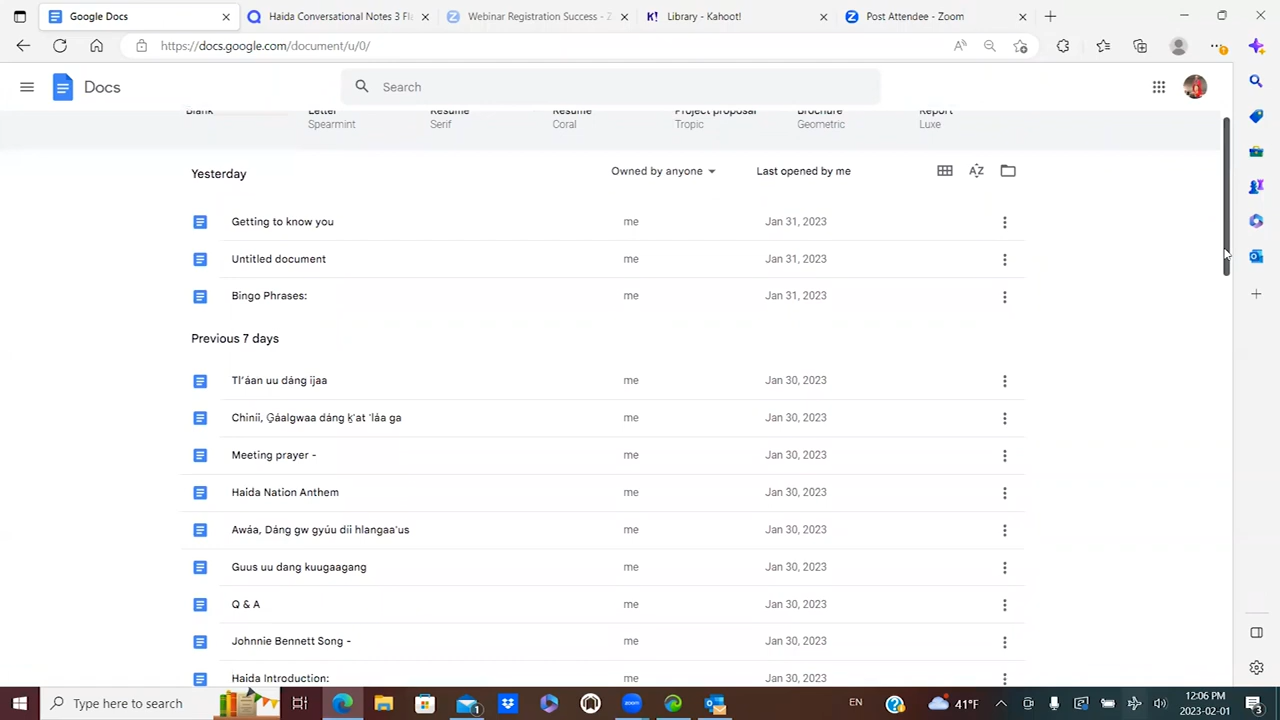 Google Docs
Haida Conversational Notes 3 Fl
Webinar Registration Success - Z
Library - Kahoot!
Post Attendee - Zoom
https://docs.google.com/document/u/0/
Docs
Search
Blank
Letter
Resume
Resume
Project proposal
Brochure
Report
Spearmint
Serif
Coral
Tropic
Geometric
Luxe
Yesterday
Owned by anyone
Last opened by me
Getting to know you me Jan 31, 2023
Untitled document me Jan 31, 2023
Bingo Phrases: me Jan 31, 2023
Previous 7 days
Tl’áan uu dáng ijaa me Jan 30, 2023
Chinii, G̱áalgwaa dáng ḵ'at 'láa ga me Jan 30, 2023
Meeting prayer - me Jan 30, 2023
Haida Nation Anthem me Jan 30, 2023
Awáa, Dáng gw gyúu dii hlangaa'us me Jan 30, 2023
Guus uu dang kuugaagang me Jan 30, 2023
Q & A me Jan 30, 2023
Johnnie Bennett Song - me Jan 30, 2023
Haida Introduction: me Jan 30, 2023
Type here to search
EN
41°F
12:06 PM
2023-02-01